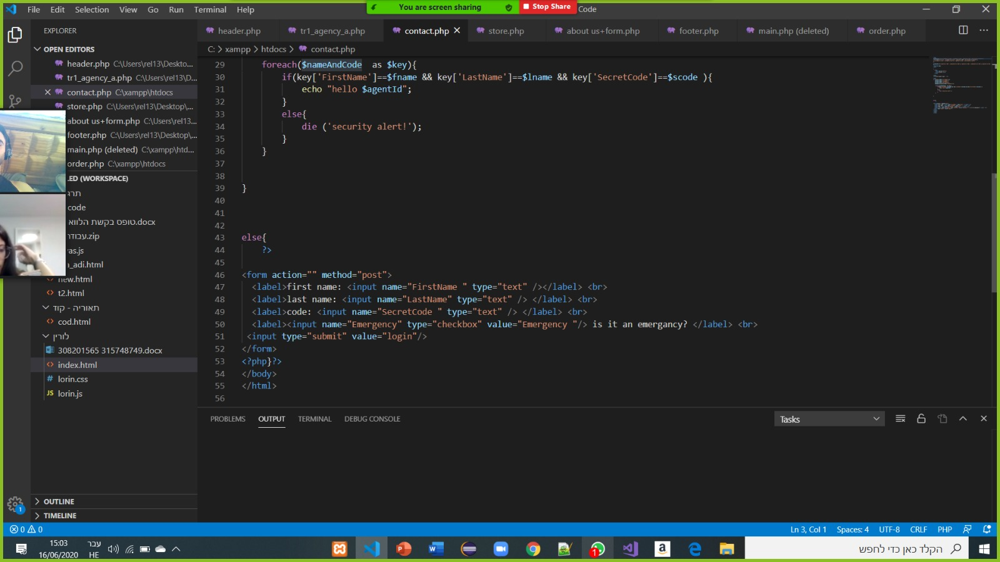 File Edit Selection View Go Run Terminal Help
You are screen sharing
Stop Share
Code
EXPLORER
header.php
tr1_agency_a.php
contact.php
store.php
about us+form.php
footer.php
main.php (deleted)
order.php
OPEN EDITORS
C: > xampp > htdocs > contact.php
header.php C:\Users\rel13\Deskto...
tr1_agency_a.php C:\Users\rel13\D...
contact.php C:\xampp\htdocs
store.php C:\Users\rel13\Desktop\...
about us+form.php C:\Users\rel13...
footer.php C:\Users\rel13\Desktop\...
main.php (deleted) C:\xampp\htd...
order.php C:\xampp\htdocs
.ED (WORKSPACE)
תרג
code
טופס בקשת הלווא.docx
עבודר.zip
vas.js
a_adi.html
new.html
t2.html
תאוריה - קוד
cod.html
לורין
308201565 315748749.docx
index.html
lorin.css
JS lorin.js
OUTLINE
TIMELINE
29 foreach($nameAndCode  as $key){
30 if(key['FirstName']==$fname && key['LastName']==$lname && key['SecretCode']==$scode ){
31 echo "hello $agentId";
32 }
33 else{
34 die ('security alert!');
35 }
36 }
37
38
39 }
40
41
42
43 else{
44 ?>
45
46 <form action="" method="post">
47 <label>first name: <input name="FirstName " type="text" /></label> <br>
48 <label>last name: <input name="LastName" type="text" /> </label> <br>
49 <label>code: <input name="SecretCode " type="text" /> </label> <br>
50 <label><input name="Emergency" type="checkbox" value="Emergency "/> is it an emergancy? </label> <br>
51 <input type="submit" value="login"/>
52 </form>
53 <?php}?>
54 </body>
55 </html>
56
PROBLEMS OUTPUT TERMINAL DEBUG CONSOLE
Tasks
1
0 0
Ln 3, Col 1 Spaces: 4 UTF-8 CRLF PHP
15:03
16/06/2020
עבר
HE
1
הקלד כאן כדי לחפש